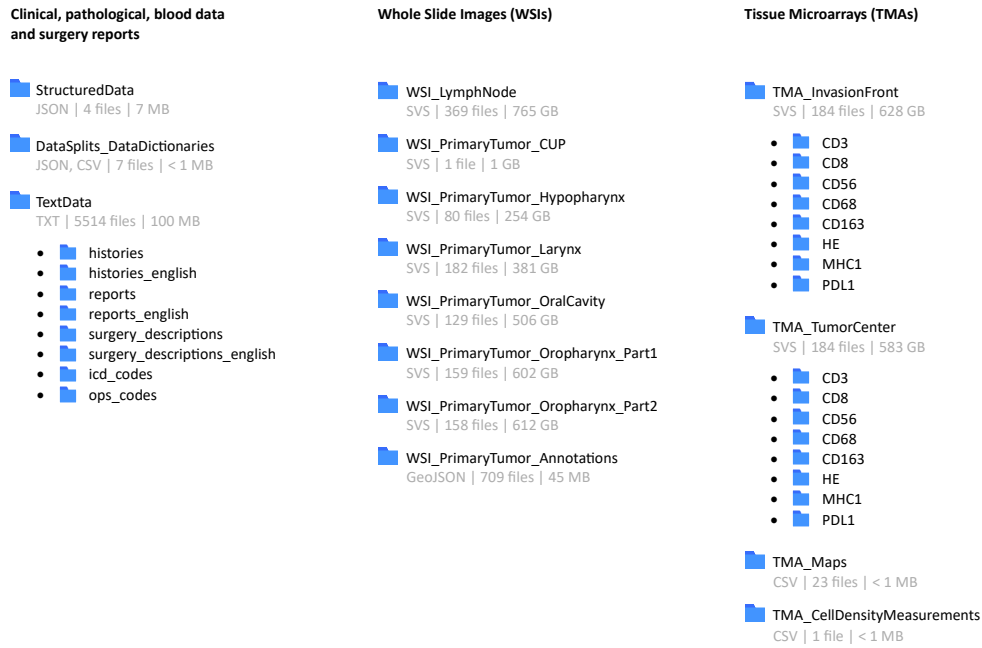 Clinical, pathological, blood data
and surgery reports
StructuredData
JSON | 4 files | 7 MB
DataSplits_DataDictionaries
JSON, CSV | 7 files | < 1 MB
TextData
TXT | 5514 files | 100 MB
histories
histories_english
reports
reports_english
surgery_descriptions
surgery_descriptions_english
icd_codes
ops_codes
Whole Slide Images (WSIs)
WSI_LymphNode
SVS | 369 files | 765 GB
WSI_PrimaryTumor_CUP
SVS | 1 file | 1 GB
WSI_PrimaryTumor_Hypopharynx
SVS | 80 files | 254 GB
WSI_PrimaryTumor_Larynx
SVS | 182 files | 381 GB
WSI_PrimaryTumor_OralCavity
SVS | 129 files | 506 GB
WSI_PrimaryTumor_Oropharynx_Part1
SVS | 159 files | 602 GB
WSI_PrimaryTumor_Oropharynx_Part2
SVS | 158 files | 612 GB
WSI_PrimaryTumor_Annotations
GeoJSON | 709 files | 45 MB
Tissue Microarrays (TMAs)
TMA_InvasionFront
SVS | 184 files | 628 GB
CD3
CD8
CD56
CD68
CD163
HE
MHC1
PDL1
TMA_TumorCenter
SVS | 184 files | 583 GB
CD3
CD8
CD56
CD68
CD163
HE
MHC1
PDL1
TMA_Maps
CSV | 23 files | < 1 MB
TMA_CellDensityMeasurements
CSV | 1 file | < 1 MB